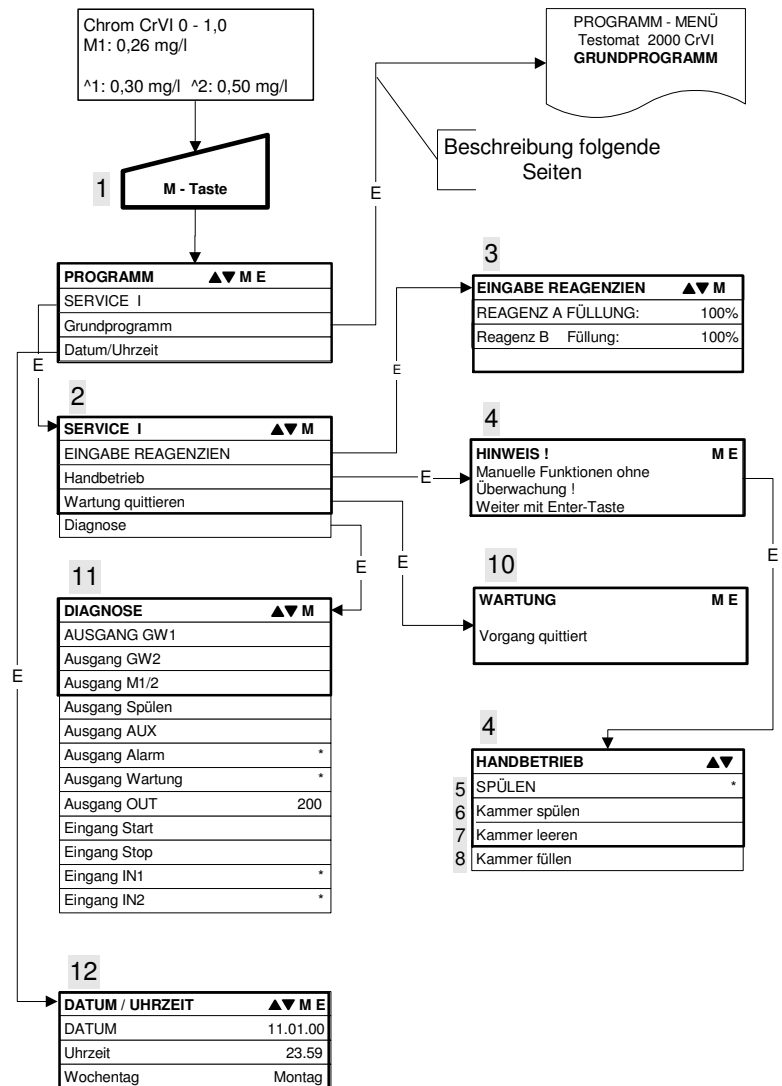 Chrom CrVI 0 - 1,0
M1: 0,26 mg/l
^1: 0,30 mg/l ^2: 0,50 mg/l
PROGRAMM - MENÜ
Testomat 2000 CrVI
GRUNDPROGRAMM
Beschreibung folgende
Seiten
1
M - Taste
E
PROGRAMM ▲▼ M E
SERVICE I
Grundprogramm
Datum/Uhrzeit
E
3
EINGABE REAGENZIEN ▲▼ M
REAGENZ A FÜLLUNG: 100%
Reagenz B Füllung: 100%
E
2
SERVICE I ▲▼ M
EINGABE REAGENZIEN
Handbetrieb
Wartung quittieren
Diagnose
E
4
HINWEIS ! M E
Manuelle Funktionen ohne
Überwachung !
Weiter mit Enter-Taste
E
E
E
10
WARTUNG M E
Vorgang quittiert
11
DIAGNOSE ▲▼ M
AUSGANG GW1
Ausgang GW2
Ausgang M1/2
Ausgang Spülen
Ausgang AUX
Ausgang Alarm *
Ausgang Wartung *
Ausgang OUT 200
Eingang Start
Eingang Stop
Eingang IN1 *
Eingang IN2 *
E
4
HANDBETRIEB ▲▼
5 SPÜLEN *
6 Kammer spülen
7 Kammer leeren
8 Kammer füllen
12
DATUM / UHRZEIT ▲▼ M E
DATUM 11.01.00
Uhrzeit 23.59
Wochentag Montag